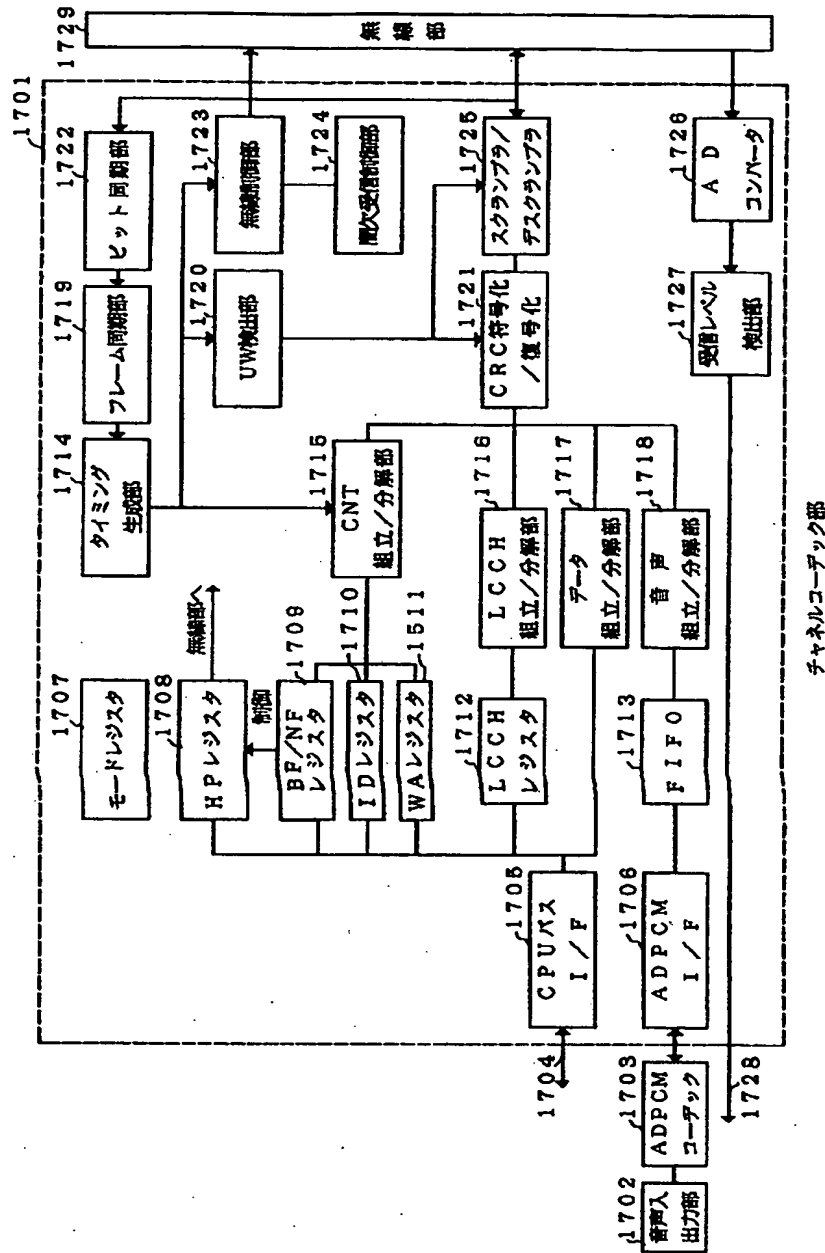 1701
1729
無線部
1722
ビット同期部
1719
フレーム同期部
1714
タイミング
生成部
1723
無線制御部
1724
間欠受信制御部
1720
UW検出部
1725
スクランブラ/
デスクランブラ
1721
CRC符号化
/復号化
1726
AD
コンバータ
1727
受信レベル
検出部
1715
CNT
組立/分解部
1716
LCCH
組立/分解部
1717
データ
組立/分解部
1718
音声
組立/分解部
1707
モードレジスタ
1708
HPレジスタ
無線部へ
制御
1709
BF/NF
レジスタ
1710
IDレジスタ
1511
WAレジスタ
1712
LCCH
レジスタ
1713
FIFO
1705
CPUバス
I/F
1706
ADPCM
I/F
1704
1703
ADPCM
コーデック
1702
音声入
出力部
1728
チャネルコーデック部